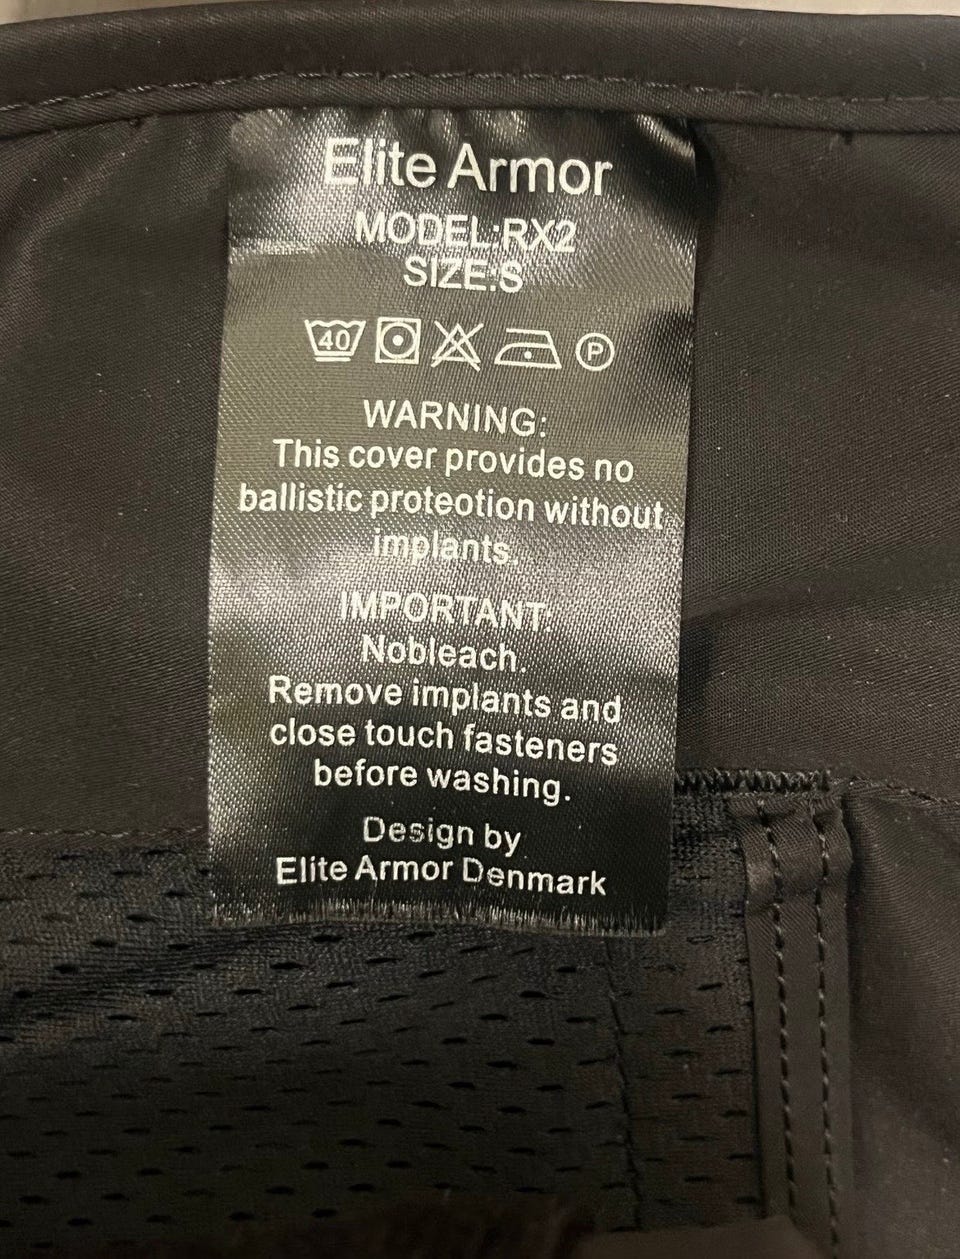 Elite Armor
MODEL:RX2
SIZE:S
40 P
WARNING:
This cover provides no
ballistic proteotion without
implants.
IMPORTANT:
Nobleach.
Remove implants and
close touch fasteners
before washing.
Design by
Elite Armor Denmark